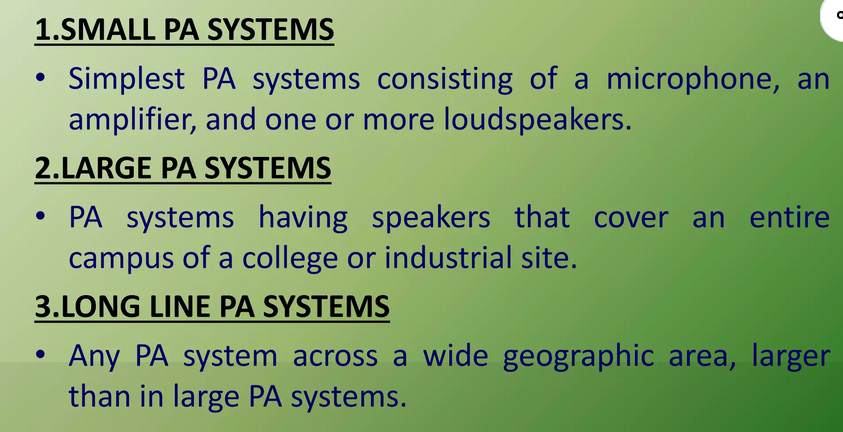 1.SMALL PA SYSTEMS
• Simplest PA systems consisting of a microphone, an
amplifier, and one or more loudspeakers.
2.LARGE PA SYSTEMS
• PA systems having speakers that cover an entire
campus of a college or industrial site.
3.LONG LINE PA SYSTEMS
• Any PA system across a wide geographic area, larger
than in large PA systems.